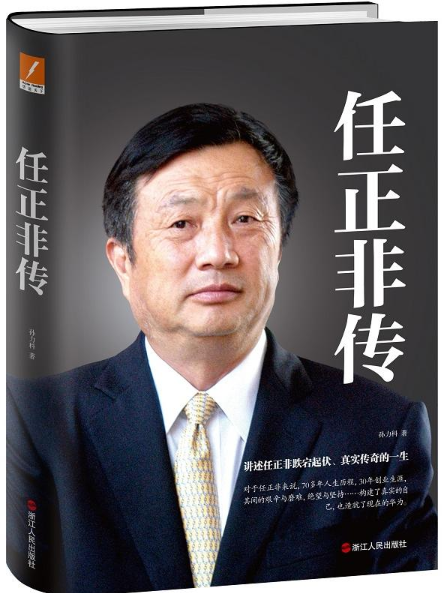 任正非传
孙力科 著
任正非传
孙力科 著
讲述任正非跌宕起伏、真实传奇的一生
对于任正非来说，70多年人生历程，30年创业生涯，
其间的艰辛与磨难、绝望与坚持……构建了真实的自
己，也造就了现在的华为。
浙江人民出版社
浙江人民出版社